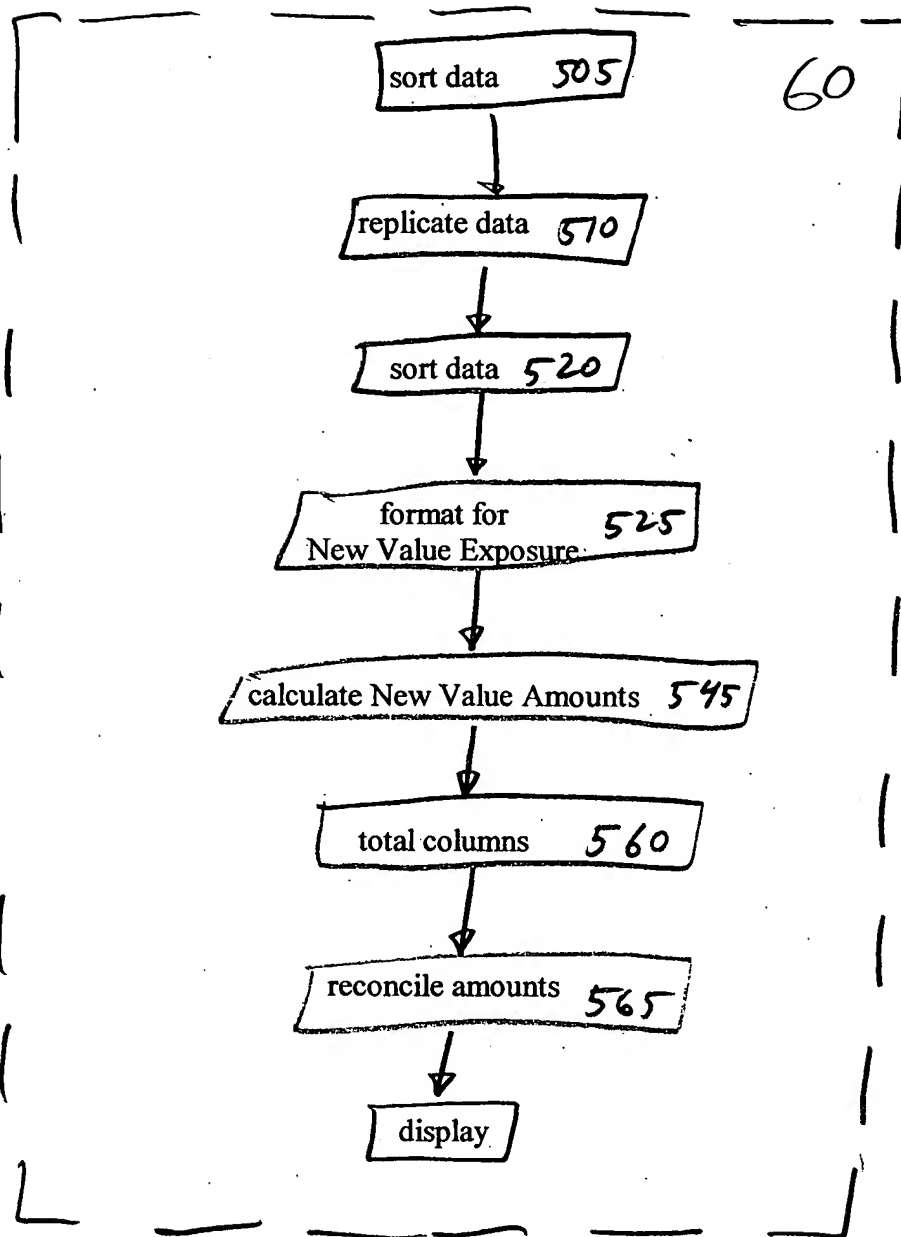 sort data 505
60
replicate data 510
sort data 520
format for 525
New Value Exposure
calculate New Value Amounts 545
total columns 560
reconcile amounts 565
display